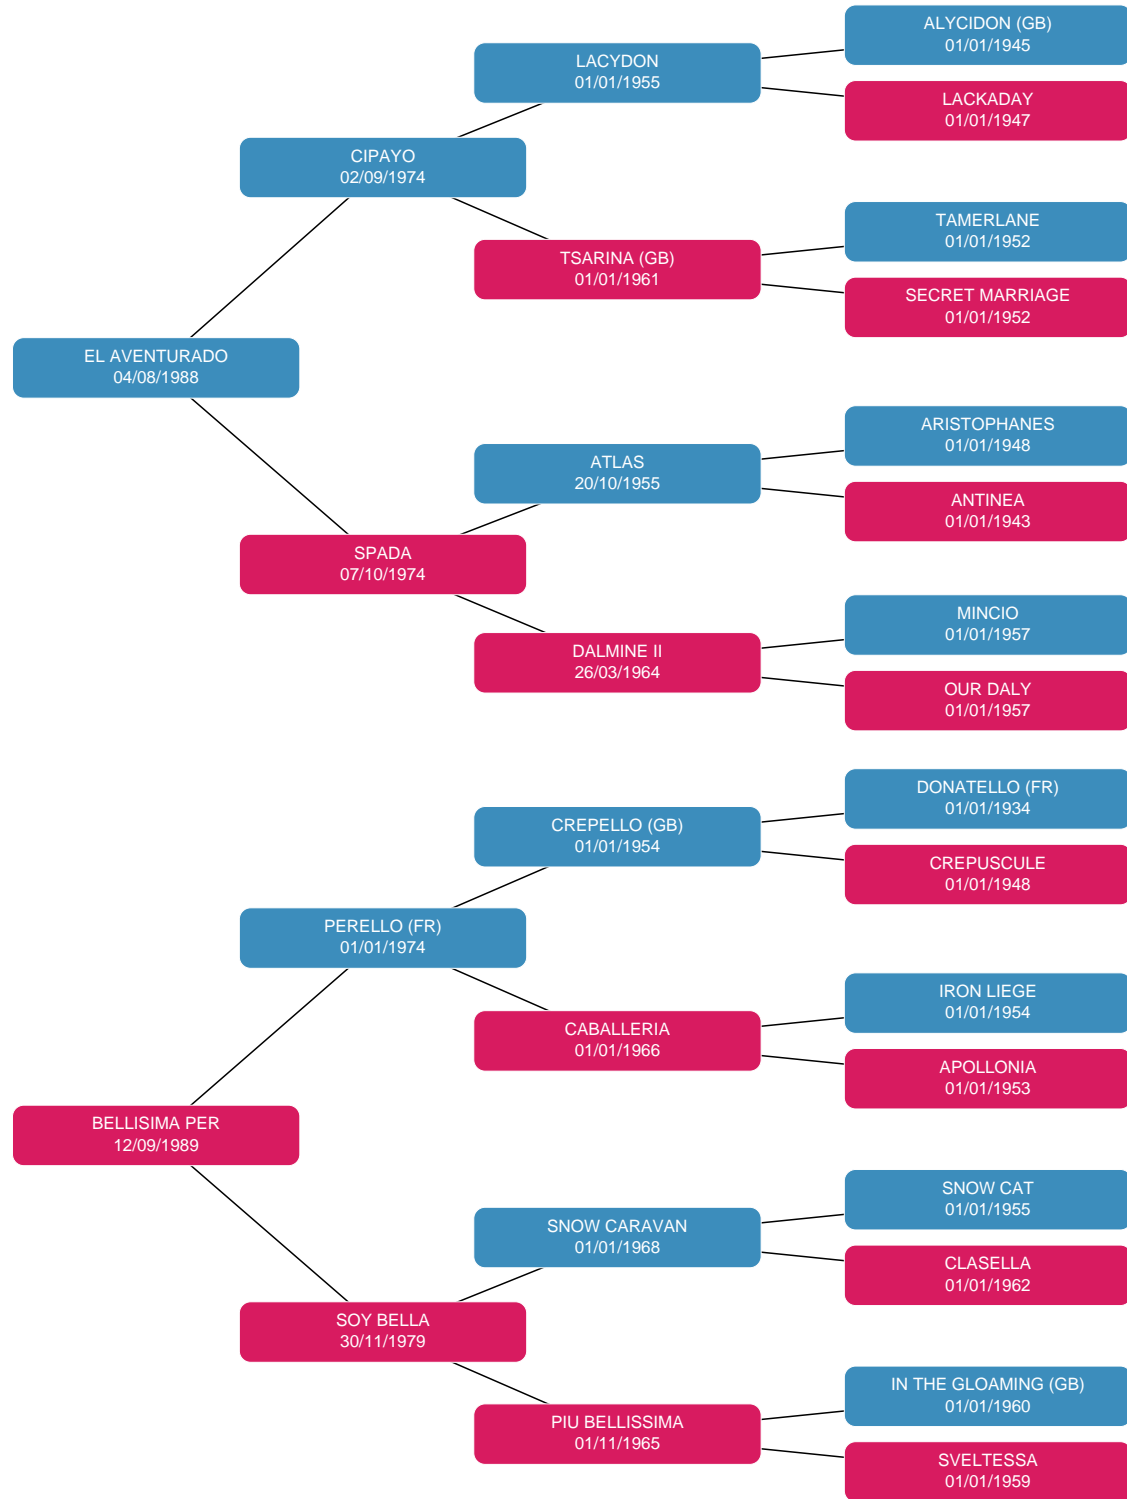 ALYCIDON (GB)
01/01/1945
LACYDON
01/01/1955
LACKADAY
01/01/1947
CIPAYO
02/09/1974
TAMERLANE
01/01/1952
TSARINA (GB)
01/01/1961
SECRET MARRIAGE
01/01/1952
EL AVENTURADO
04/08/1988
ARISTOPHANES
01/01/1948
ATLAS
20/10/1955
ANTINEA
01/01/1943
SPADA
07/10/1974
MINCIO
01/01/1957
DALMINE II
26/03/1964
OUR DALY
01/01/1957
DONATELLO (FR)
01/01/1934
CREPELLO (GB)
01/01/1954
CREPUSCULE
01/01/1948
PERELLO (FR)
01/01/1974
IRON LIEGE
01/01/1954
CABALLERIA
01/01/1966
APOLLONIA
01/01/1953
BELLISIMA PER
12/09/1989
SNOW CAT
01/01/1955
SNOW CARAVAN
01/01/1968
CLASELLA
01/01/1962
SOY BELLA
30/11/1979
IN THE GLOAMING (GB)
01/01/1960
PIU BELLISSIMA
01/11/1965
SVELTESSA
01/01/1959